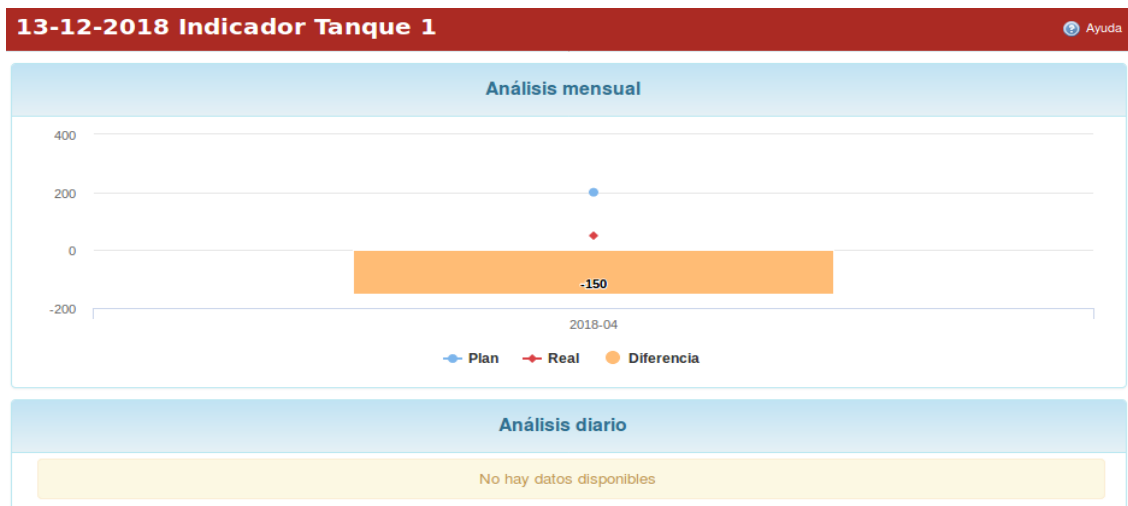 13-12-2018 Indicador Tanque 1
Ayuda
Análisis mensual
400
200
0
-150
-200
2018-04
Plan Real Diferencia
Análisis diario
No hay datos disponibles